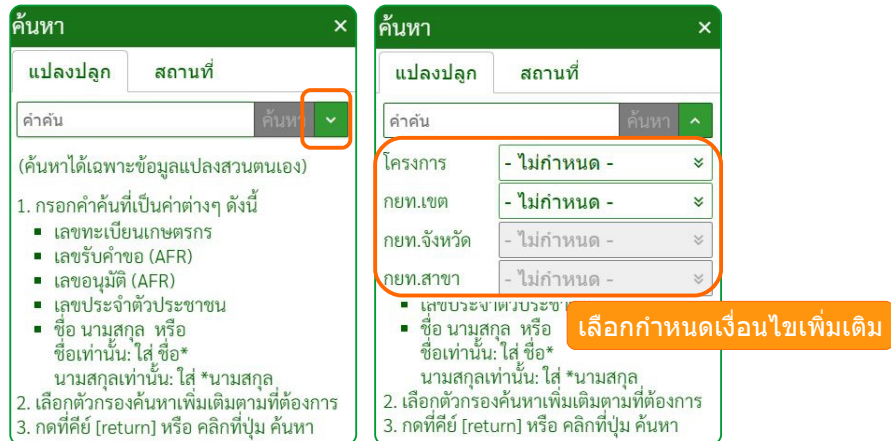 ค้นหา ×
แปลงปลูก สถานที่
คำค้น ค้นหา
(ค้นหาได้เฉพาะข้อมูลแปลงสวนตนเอง)
1. กรอกคำค้นที่เป็นค่าต่างๆ ดังนี้
▪ เลขทะเบียนเกษตรกร
▪ เลขรับคำขอ (AFR)
▪ เลขอนุมัติ (AFR)
▪ เลขประจำตัวประชาชน
▪ ชื่อ นามสกุล หรือ
ชื่อเท่านั้น: ใส่ ชื่อ*
นามสกุลเท่านั้น: ใส่ *นามสกุล
2. เลือกตัวกรองค้นหาเพิ่มเติมตามที่ต้องการ
3. กดที่คีย์ [return] หรือ คลิกที่ปุ่ม ค้นหา
ค้นหา ×
แปลงปลูก สถานที่
คำค้น ค้นหา
โครงการ - ไม่กำหนด -
กยท.เขต - ไม่กำหนด -
กยท.จังหวัด - ไม่กำหนด -
กยท.สาขา - ไม่กำหนด -
▪ เลขประจำตัวประชา
▪ ชื่อ นามสกุล หรือ
ชื่อเท่านั้น: ใส่ ชื่อ*
นามสกุลเท่านั้น: ใส่ *นามสกุล
2. เลือกตัวกรองค้นหาเพิ่มเติมตามที่ต้องการ
3. กดที่คีย์ [return] หรือ คลิกที่ปุ่ม ค้นหา
เลือกกำหนดเงื่อนไขเพิ่มเติม